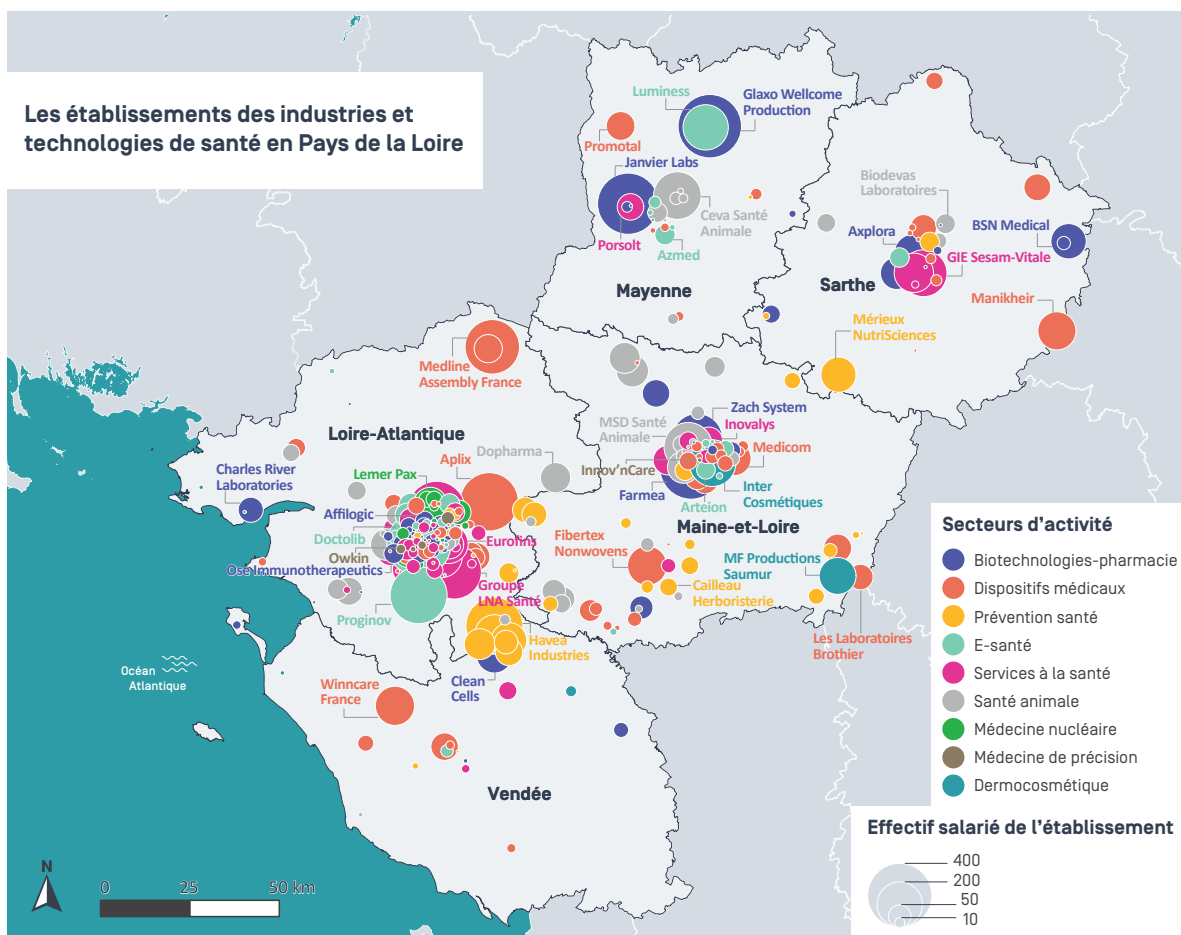 Les établissements des industries et
technologies de santé en Pays de la Loire
Luminess
Glaxo Wellcome
Production
Promotal
Janvier Labs
Ceva Santé
Animale
Porsolt
Azmed
Mayenne
Biodevas
Laboratoires
Axplora
BSN Medical
GIE Sesam-Vitale
Sarthe
Manikheir
Mérieux
NutriSciences
Medline
Assembly France
Loire-Atlantique
Dopharma
Aplix
Lemer Pax
Charles River
Laboratories
Affilogic
Doctolib
Owkin
Ose Immunotherapeutics
Eurofins
Groupe
LNA Santé
Proginov
MSD Santé
Animale
Zach System
Inovalys
Medicom
Innov'nCare
Farmea
Inter
Cosmétiques
Arteion
Maine-et-Loire
Fibertex
Nonwovens
MF Productions
Saumur
Cailleau
Herboristerie
Les Laboratoires
Brothier
Havea
Industries
Clean
Cells
Winncare
France
Vendée
Océan
Atlantique
Secteurs d'activité
Biotechnologies-pharmacie
Dispositifs médicaux
Prévention santé
E-santé
Services à la santé
Santé animale
Médecine nucléaire
Médecine de précision
Dermocosmétique
Effectif salarié de l'établissement
400
200
50
10
N
0 25 50 km